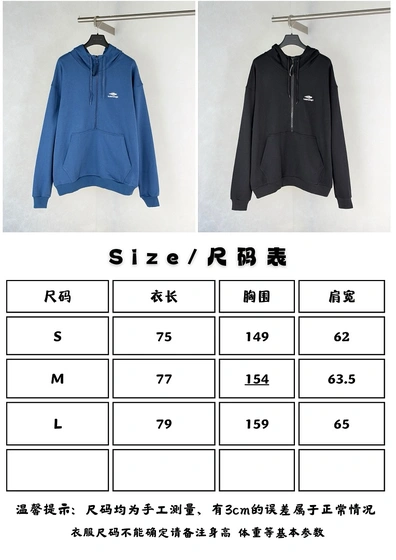 Size/尺码表
尺码 衣长 胸围 肩宽
S 75 149 62
M 77 154 63.5
L 79 159 65
温馨提示: 尺码均为手工测量、有3cm的误差属于正常情况
衣服尺码不能确定请备注身高 体重等基本参数